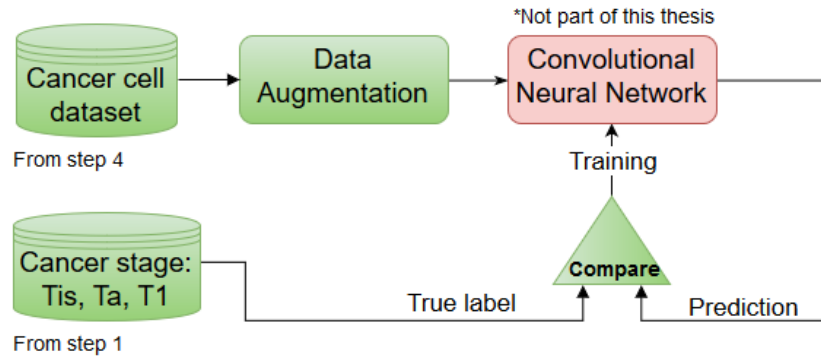 *Not part of this thesis
Cancer cell
dataset
Data
Augmentation
Convolutional
Neural Network
From step 4
Training
Cancer stage:
Tis, Ta, T1
Compare
True label
Prediction
From step 1